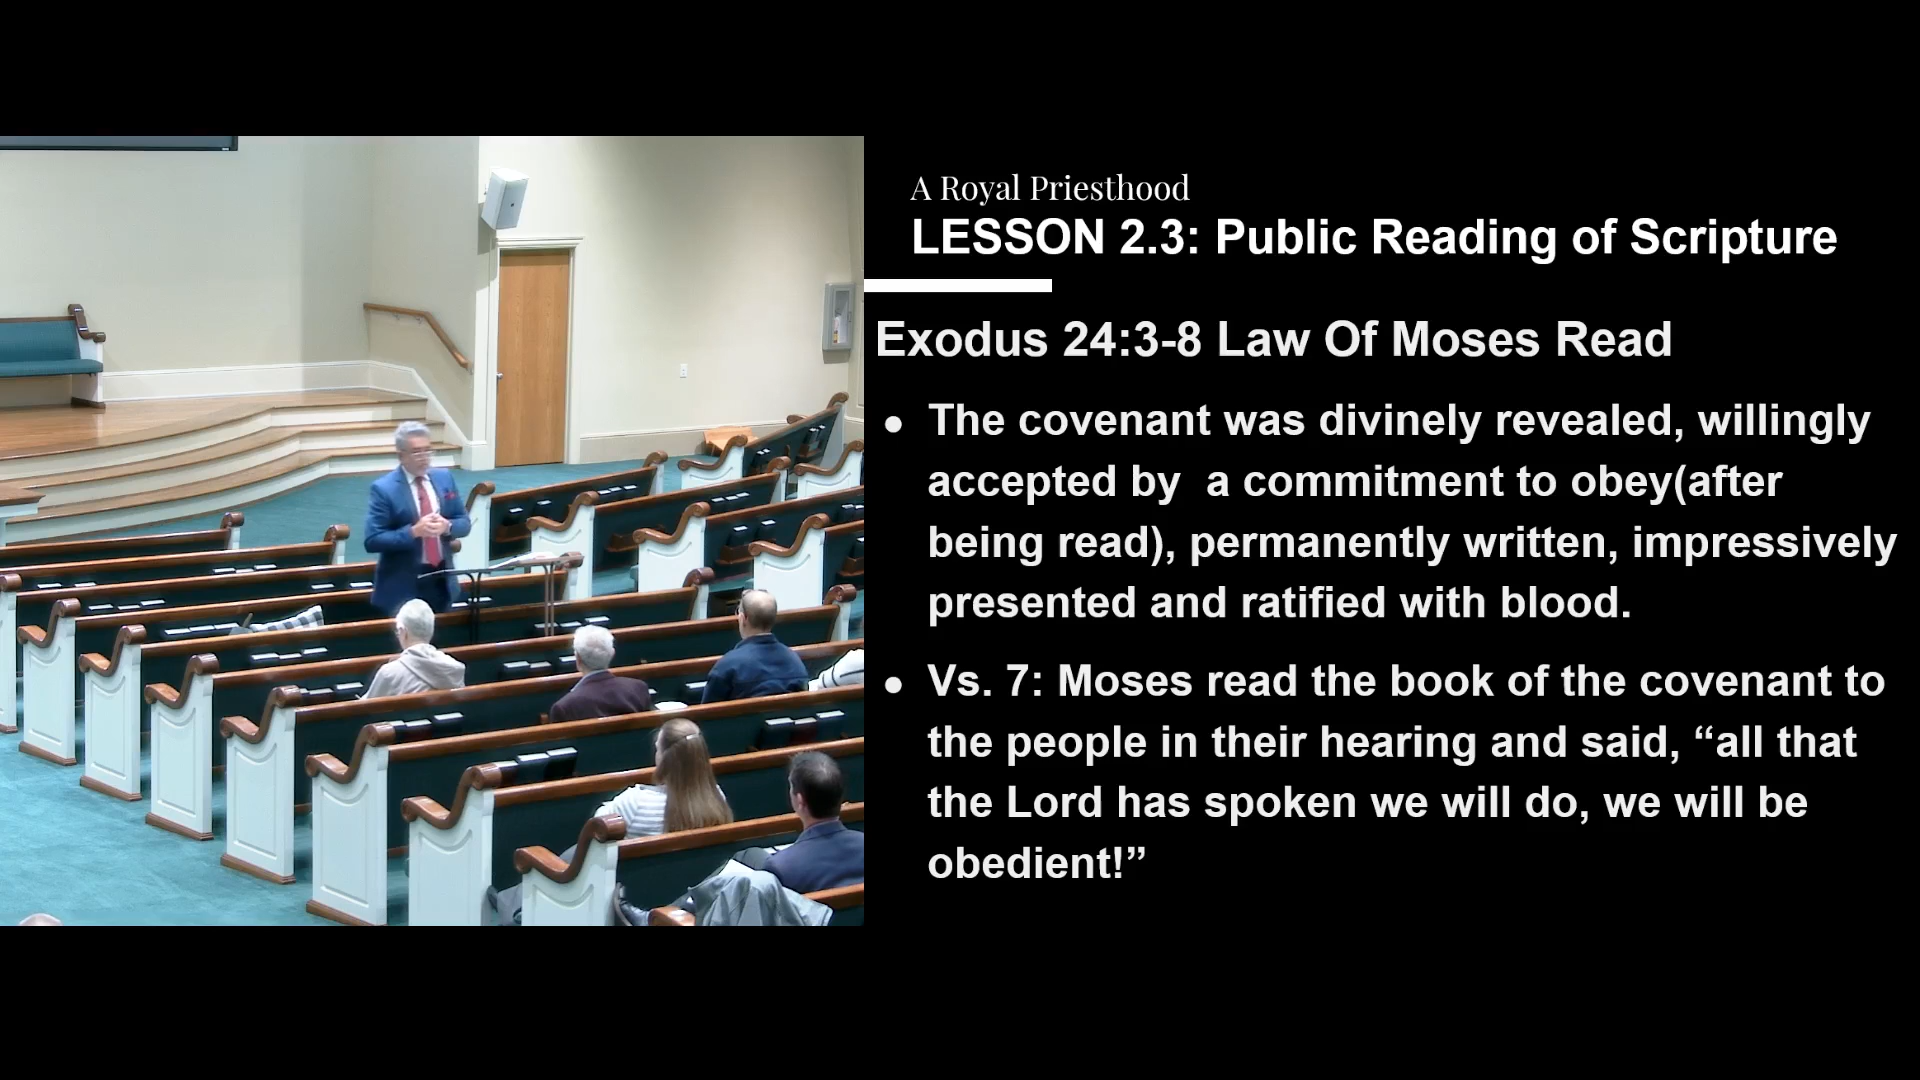 A Royal Priesthood
LESSON 2.3: Public Reading of Scripture
Exodus 24:3-8 Law Of Moses Read
● The covenant was divinely revealed, willingly
accepted by  a commitment to obey(after
being read), permanently written, impressively
presented and ratified with blood.
● Vs. 7: Moses read the book of the covenant to
the people in their hearing and said, “all that
the Lord has spoken we will do, we will be
obedient!”